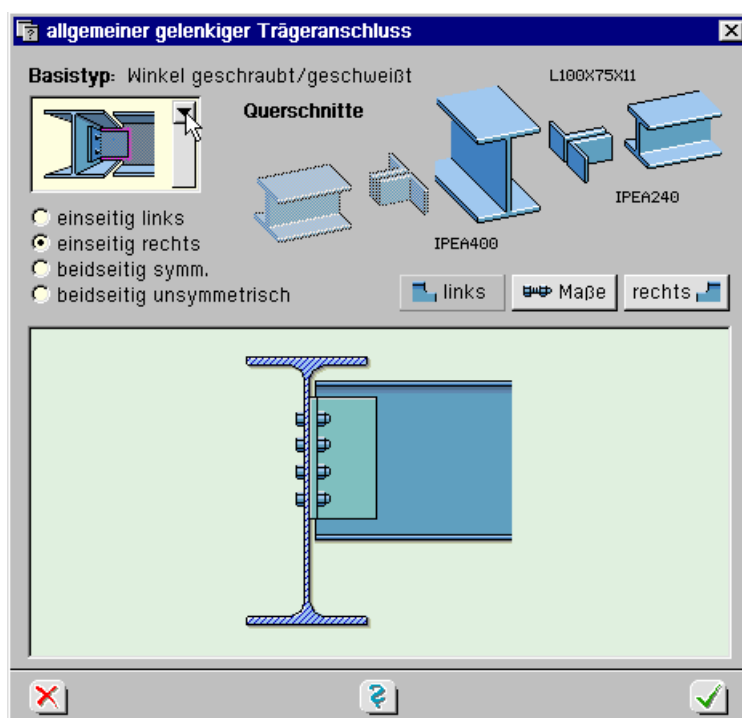 allgemeiner gelenkiger Trägeranschluss
Basistyp: Winkel geschraubt/geschweißt
L100X75X11
Querschnitte
IPEA240
IPEA400
einseitig links
einseitig rechts
beidseitig symm.
beidseitig unsymmetrisch
links
Maße
rechts